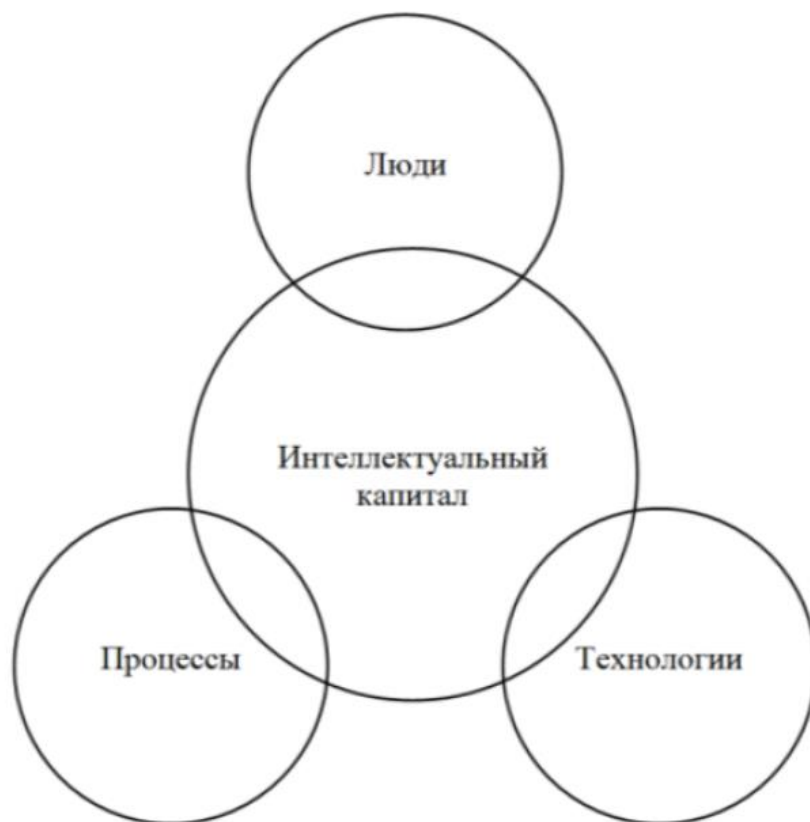 Люди
Интеллектуальный
капитал
Процессы
Технологии